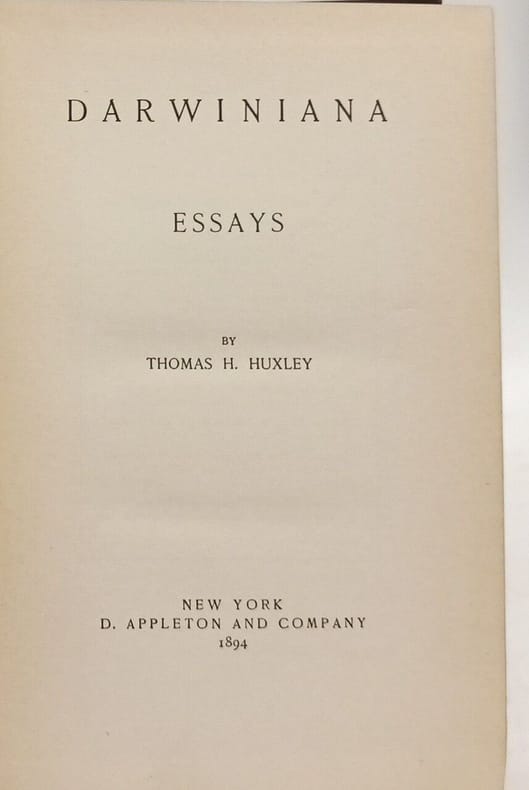 DARWINIANA
ESSAYS
BY
THOMAS H. HUXLEY
NEW YORK
D. APPLETON AND COMPANY
1894